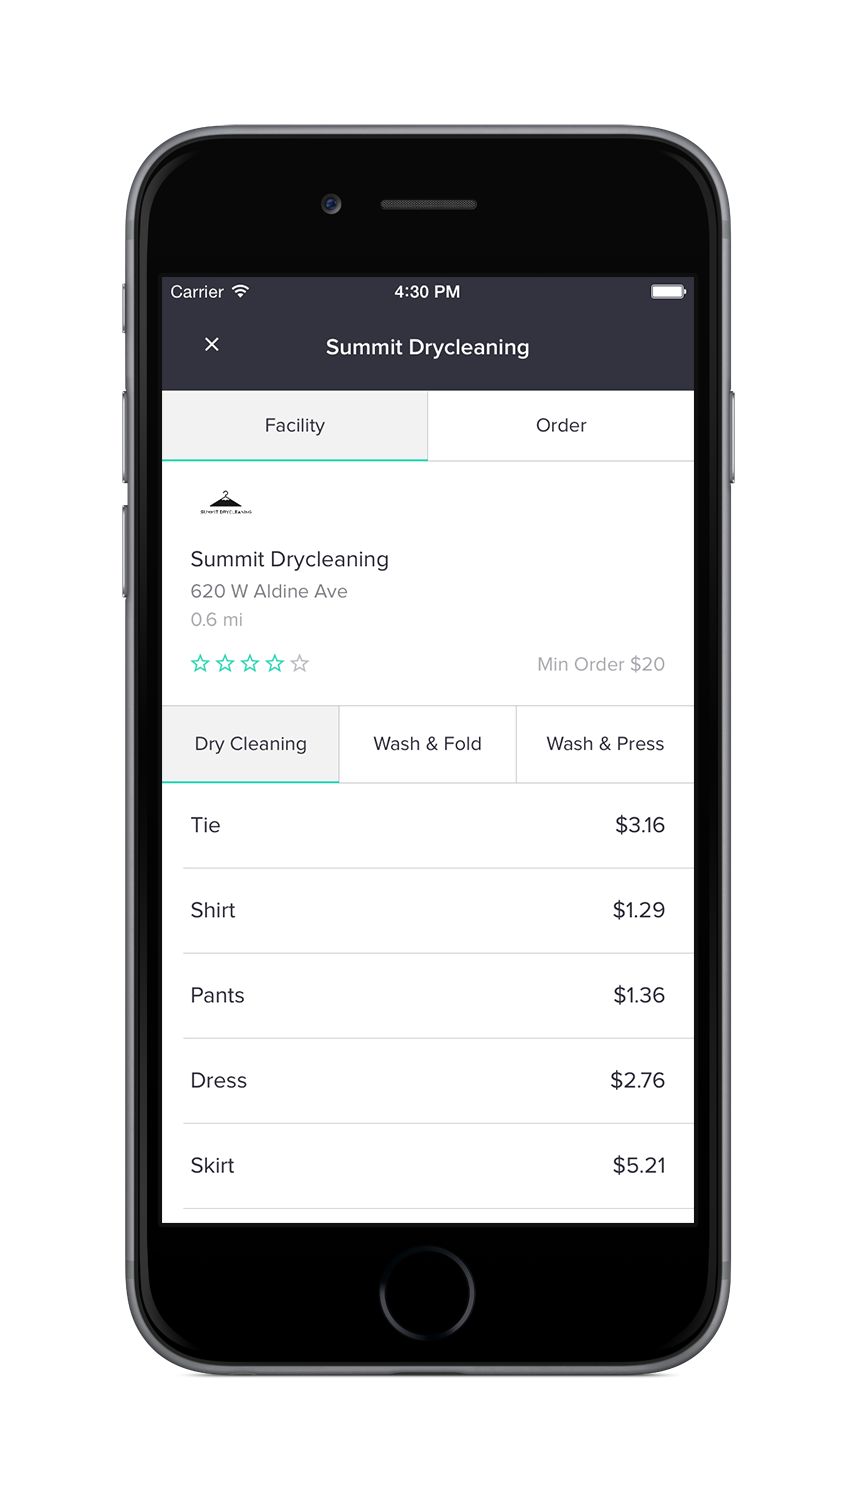 Carrier 4:30 PM
Summit Drycleaning
Facility Order
SUMMIT DRYCLEANING
Summit Drycleaning
620 W Aldine Ave
0.6 mi
Min Order $20
Dry Cleaning Wash & Fold Wash & Press
Tie $3.16
Shirt $1.29
Pants $1.36
Dress $2.76
Skirt $5.21